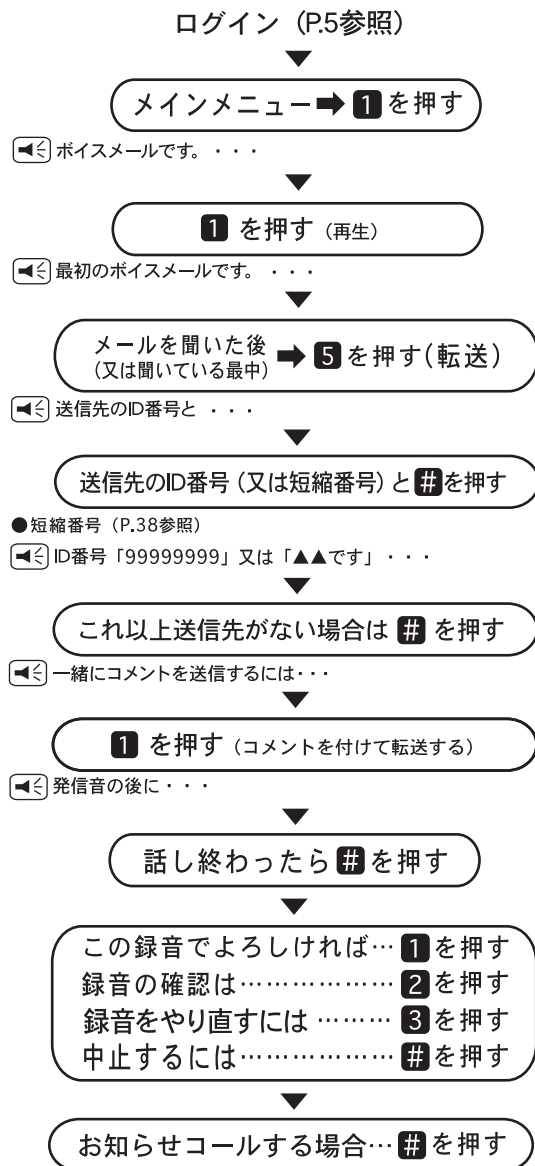 ログイン（P.5参照）
▼
メインメニュー➡1を押す
ボイスメールです。・・・
▼
1 を押す（再生）
最初のボイスメールです。・・・
▼
メールを聞いた後
（又は聞いている最中）➡5を押す(転送)
送信先のID番号と ・・・
▼
送信先のID番号（又は短縮番号）と#を押す
●短縮番号（P.38参照）
ID番号「99999999」又は「▲▲です」・・・
▼
これ以上送信先がない場合は # を押す
一緒にコメントを送信するには・・・
▼
1 を押す（コメントを付けて転送する）
発信音の後に・・・
▼
話し終わったら#を押す
▼
この録音でよろしければ…1を押す
録音の確認は………………2を押す
録音をやり直すには ………3を押す
中止するには………………#を押す
▼
お知らせコールする場合…#を押す